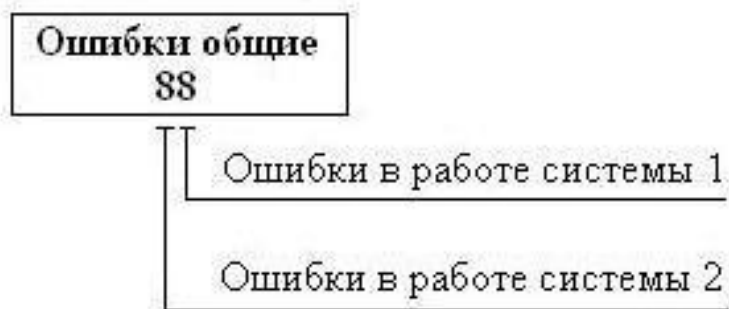 Ошибки общие
88
Ошибки в работе системы 1
Ошибки в работе системы 2